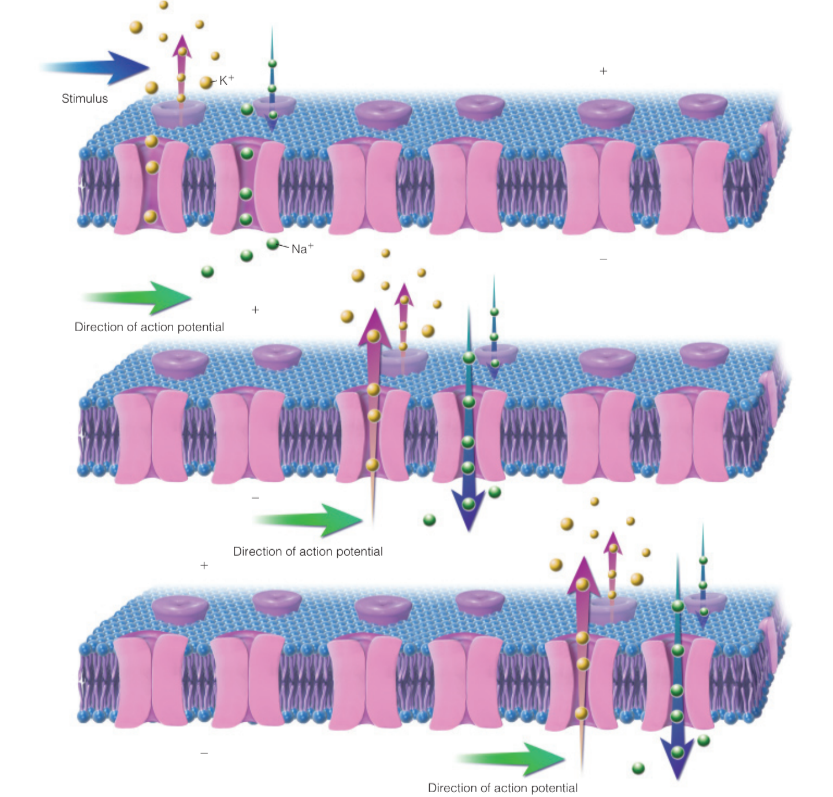 K⁺
+
Stimulus
Na⁺
−
+
Direction of action potential
−
Direction of action potential
+
−
Direction of action potential